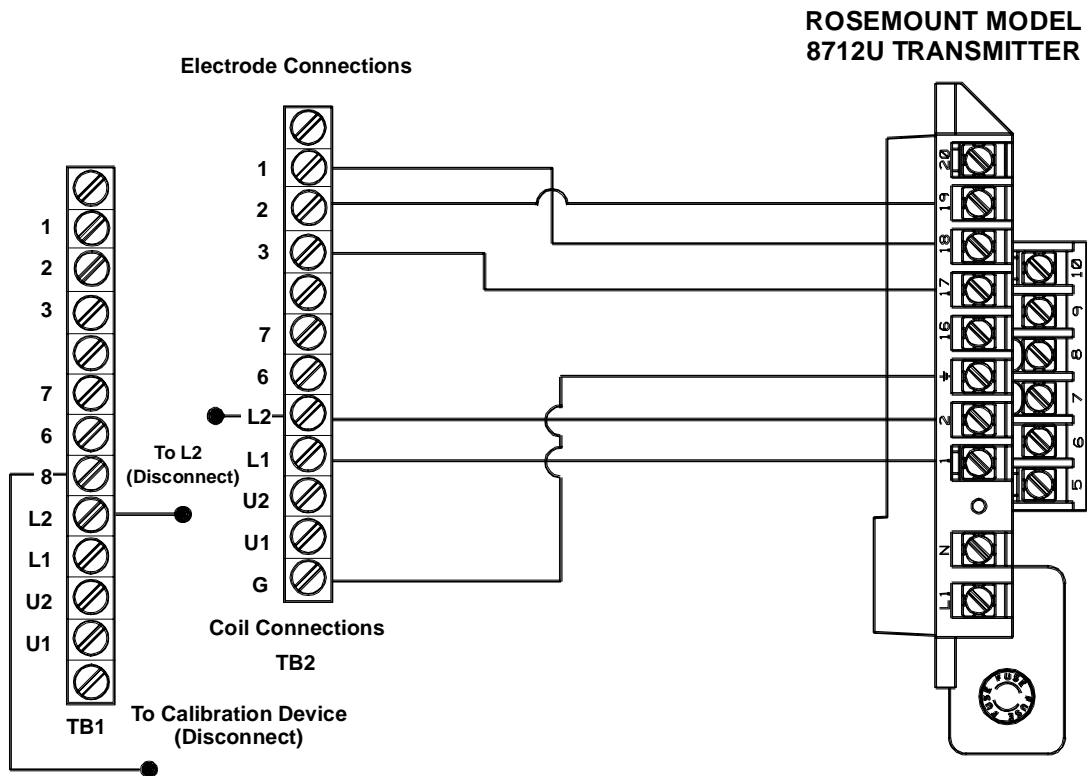 ROSEMOUNT MODEL
8712U TRANSMITTER
Electrode Connections
1
2
3
7
6
8
L2
L1
U2
U1
TB1
1
2
3
7
6
L2
L1
U2
U1
G
To L2
(Disconnect)
Coil Connections
TB2
To Calibration Device
(Disconnect)
20
19
18
17
16
2
1
N
L1
10
9
8
7
6
5
FUSE FUSE FUSE